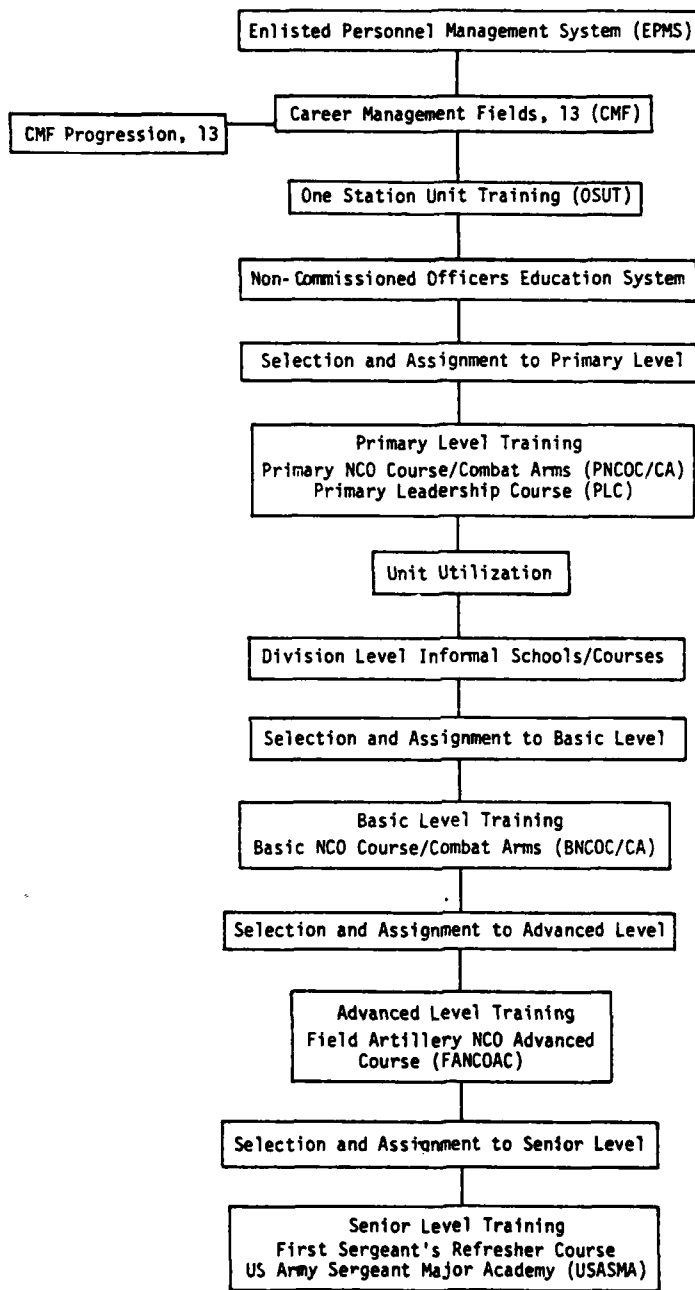 Enlisted Personnel Management System (EPMS)
Career Management Fields, 13 (CMF)
CMF Progression, 13
One Station Unit Training (OSUT)
Non-Commissioned Officers Education System
Selection and Assignment to Primary Level
Primary Level Training
Primary NCO Course/Combat Arms (PNCOC/CA)
Primary Leadership Course (PLC)
Unit Utilization
Division Level Informal Schools/Courses
Selection and Assignment to Basic Level
Basic Level Training
Basic NCO Course/Combat Arms (BNCOC/CA)
Selection and Assignment to Advanced Level
Advanced Level Training
Field Artillery NCO Advanced
Course (FANCOAC)
Selection and Assignment to Senior Level
Senior Level Training
First Sergeant's Refresher Course
US Army Sergeant Major Academy (USASMA)